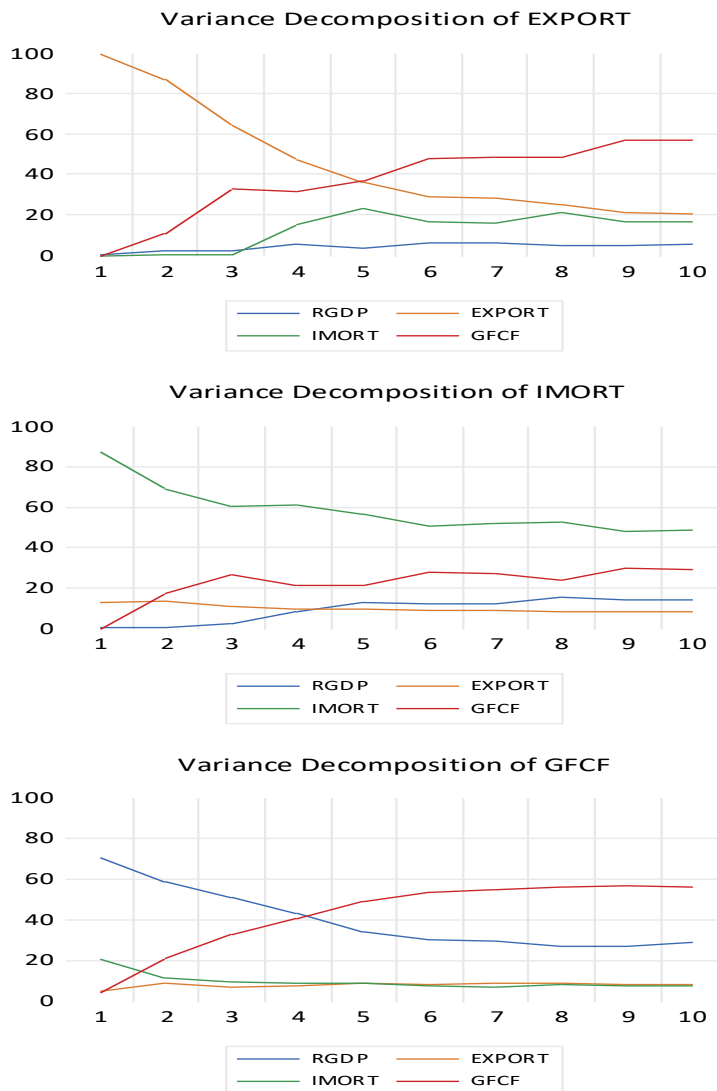 Variance Decomposition of EXPORT
100
80
60
40
20
0
1 2 3 4 5 6 7 8 9 10
RGDP EXPORT
IMORT GFCF
Variance Decomposition of IMORT
100
80
60
40
20
0
1 2 3 4 5 6 7 8 9 10
RGDP EXPORT
IMORT GFCF
Variance Decomposition of GFCF
100
80
60
40
20
0
1 2 3 4 5 6 7 8 9 10
RGDP EXPORT
IMORT GFCF